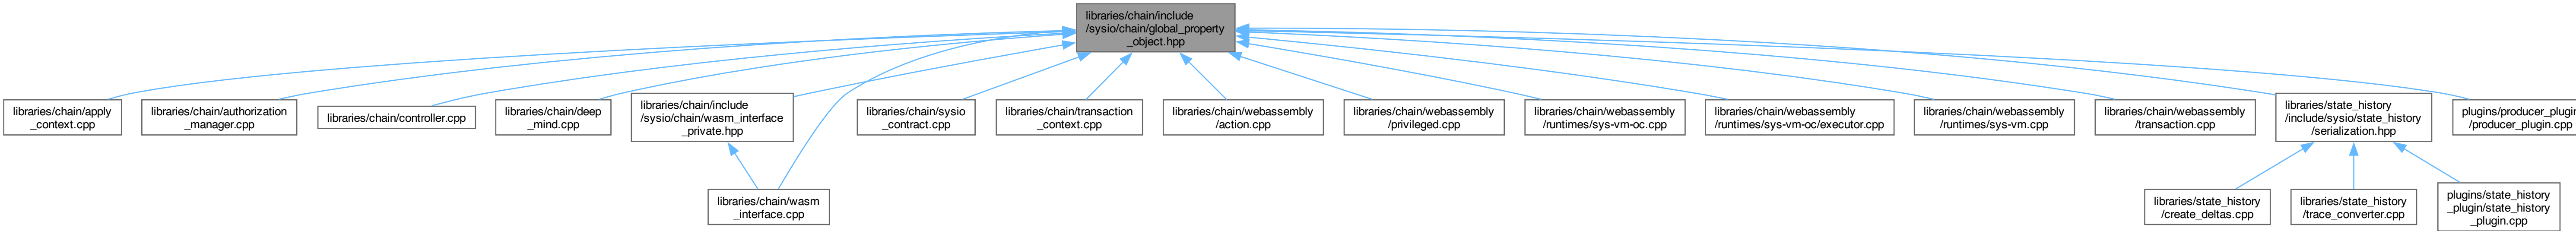 libraries/chain/include
/sysio/chain/global_property
_object.hpp
libraries/chain/apply
_context.cpp
libraries/chain/authorization
_manager.cpp
libraries/chain/controller.cpp
libraries/chain/deep
_mind.cpp
libraries/chain/include
/sysio/chain/wasm_interface
_private.hpp
libraries/chain/sysio
_contract.cpp
libraries/chain/transaction
_context.cpp
libraries/chain/webassembly
/action.cpp
libraries/chain/webassembly
/privileged.cpp
libraries/chain/webassembly
/runtimes/sys-vm-oc.cpp
libraries/chain/webassembly
/runtimes/sys-vm-oc/executor.cpp
libraries/chain/webassembly
/runtimes/sys-vm.cpp
libraries/chain/webassembly
/transaction.cpp
libraries/state_history
/include/sysio/state_history
/serialization.hpp
plugins/producer_plugin
/producer_plugin.cpp
libraries/chain/wasm
_interface.cpp
libraries/state_history
/create_deltas.cpp
libraries/state_history
/trace_converter.cpp
plugins/state_history
_plugin/state_history
_plugin.cpp